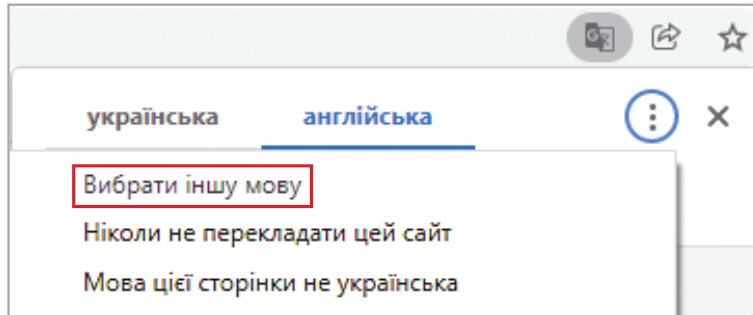 українська англійська
Вибрати іншу мову
Ніколи не перекладати цей сайт
Мова цієї сторінки не українська